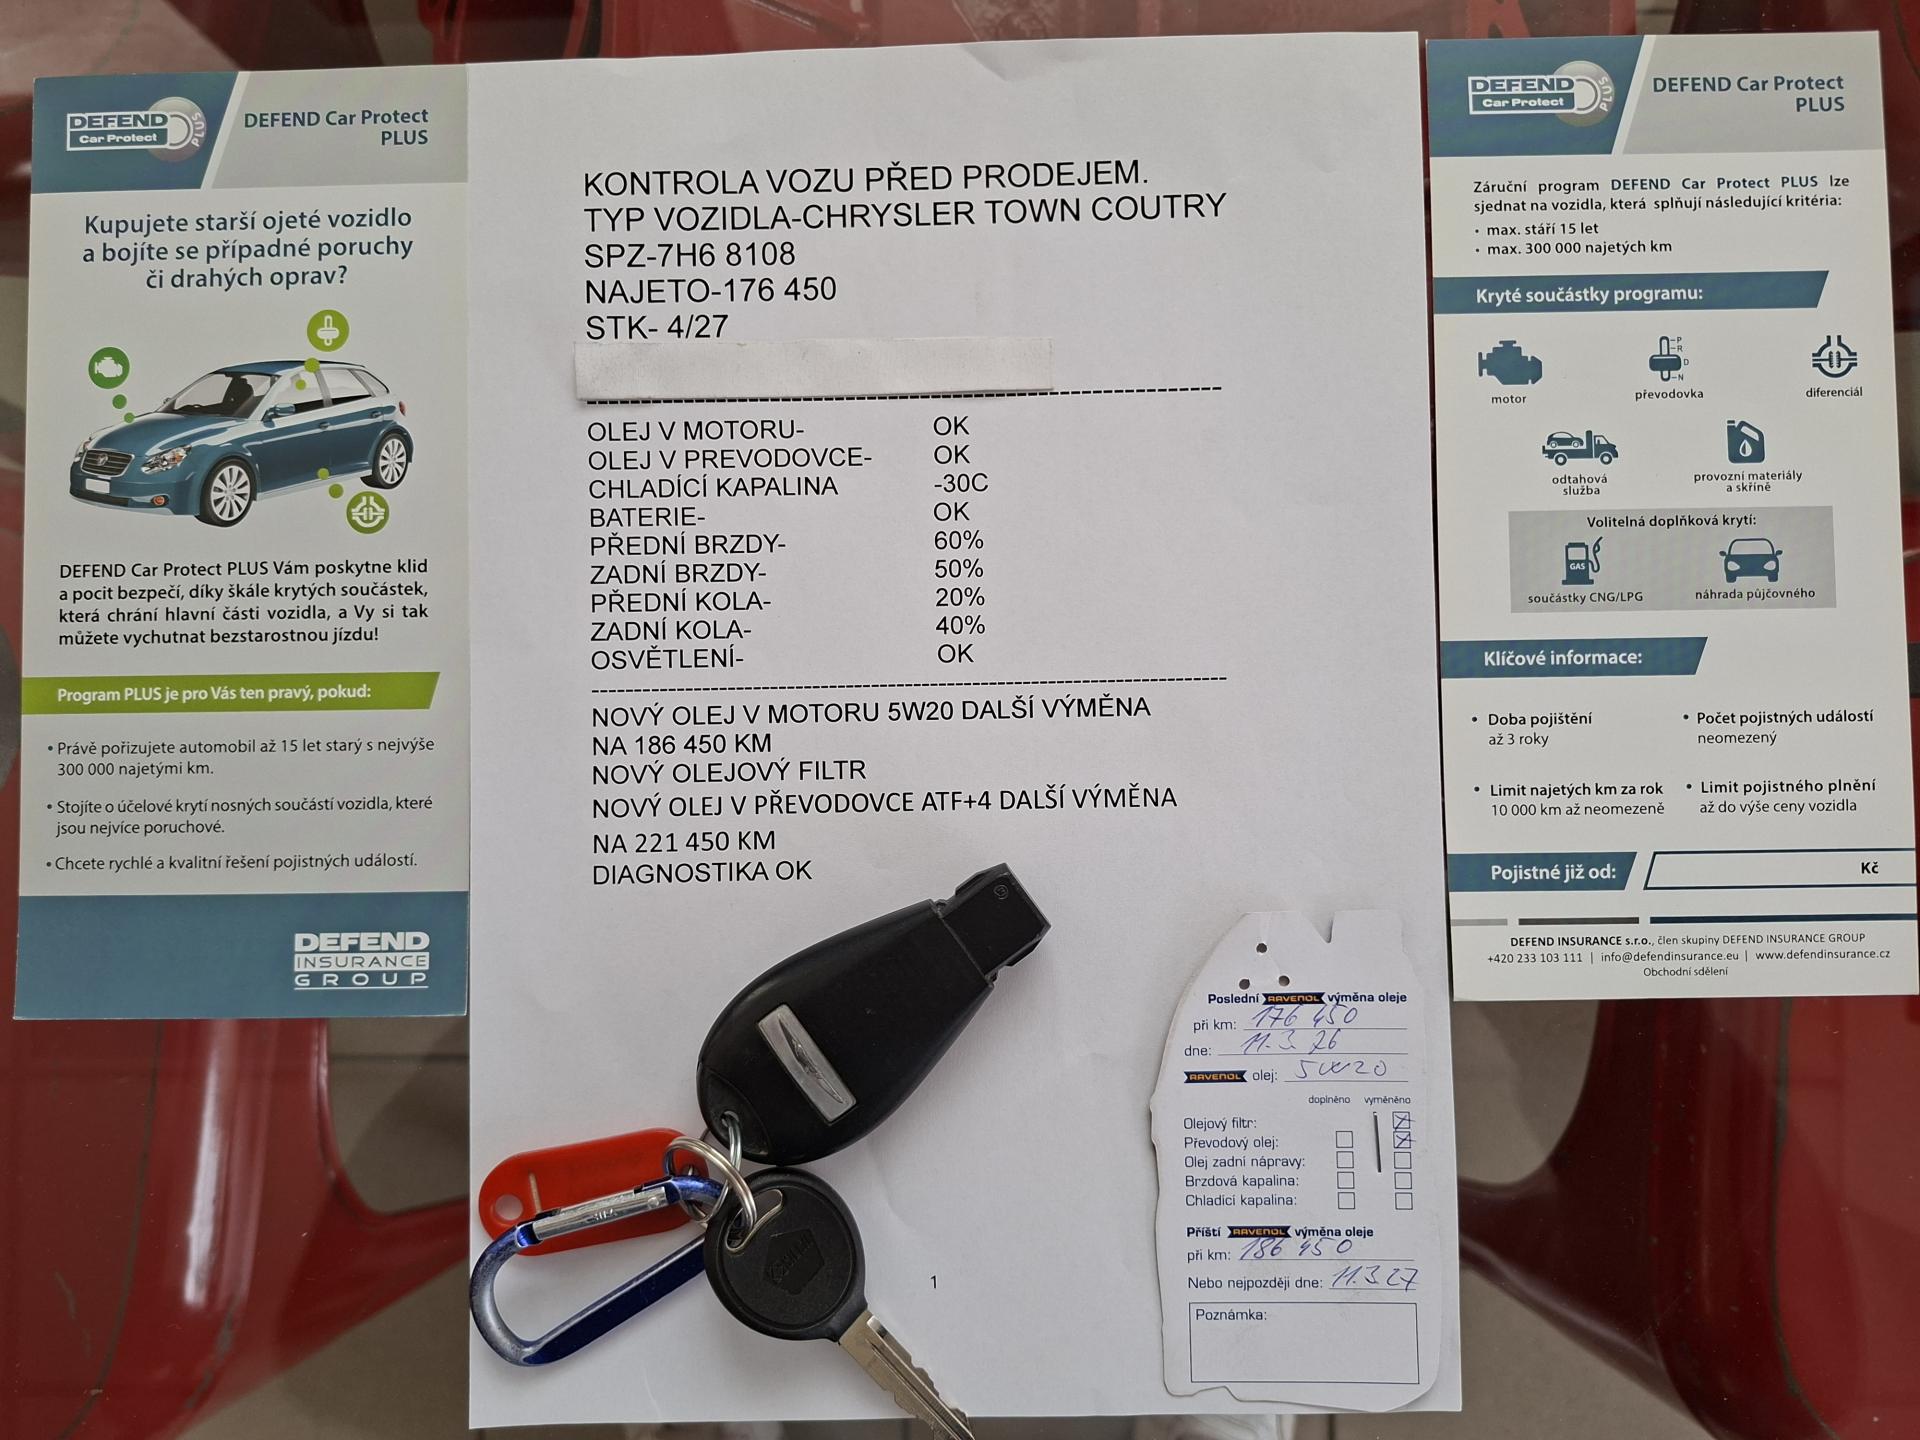 DEFEND
Car Protect
PLUS
DEFEND Car Protect
PLUS
Kupujete starší ojeté vozidlo
a bojíte se případné poruchy
či drahých oprav?
DEFEND Car Protect PLUS Vám poskytne klid
a pocit bezpečí, díky škále krytých součástek,
která chrání hlavní části vozidla, a Vy si tak
můžete vychutnat bezstarostnou jízdu!
Program PLUS je pro Vás ten pravý, pokud:
• Právě pořizujete automobil až 15 let starý s nejvýše
300 000 najetými km.
• Stojíte o účelové krytí nosných součástí vozidla, které
jsou nejvíce poruchové.
• Chcete rychlé a kvalitní řešení pojistných událostí.
DEFEND
INSURANCE
GROUP
KONTROLA VOZU PŘED PRODEJEM.
TYP VOZIDLA-CHRYSLER TOWN COUTRY
SPZ-7H6 8108
NAJETO-176 450
STK- 4/27
OLEJ V MOTORU- OK
OLEJ V PREVODOVCE- OK
CHLADÍCÍ KAPALINA -30C
BATERIE- OK
PŘEDNÍ BRZDY- 60%
ZADNÍ BRZDY- 50%
PŘEDNÍ KOLA- 20%
ZADNÍ KOLA- 40%
OSVĚTLENÍ- OK
NOVÝ OLEJ V MOTORU 5W20 DALŠÍ VÝMĚNA
NA 186 450 KM
NOVÝ OLEJOVÝ FILTR
NOVÝ OLEJ V PŘEVODOVCE ATF+4 DALŠÍ VÝMĚNA
NA 221 450 KM
DIAGNOSTIKA OK
1
Poslední RAVENOL výměna oleje
při km: 176 450
dne: 11.3.26
RAVENOL olej: 5W20
doplněno vyměněno
Olejový filtr:
Převodový olej:
Olej zadní nápravy:
Brzdová kapalina:
Chladící kapalina:
Příští RAVENOL výměna oleje
při km: 186 450
Nebo nejpozději dne: 11.3.27
Poznámka:
DEFEND
Car Protect
PLUS
DEFEND Car Protect
PLUS
Záruční program DEFEND Car Protect PLUS lze
sjednat na vozidla, která splňují následující kritéria:
• max. stáří 15 let
• max. 300 000 najetých km
Kryté součástky programu:
P
R
D
N
motor převodovka diferenciál
odtahová
služba
provozní materiály
a skříně
Volitelná doplňková krytí:
GAS
součástky CNG/LPG náhrada půjčovného
Klíčové informace:
• Doba pojištění
až 3 roky
• Počet pojistných událostí
neomezený
• Limit najetých km za rok
10 000 km až neomezeně
• Limit pojistného plnění
až do výše ceny vozidla
Pojistné již od: Kč
DEFEND INSURANCE s.r.o., člen skupiny DEFEND INSURANCE GROUP
+420 233 103 111 | info@defendinsurance.eu | www.defendinsurance.cz
Obchodní sdělení